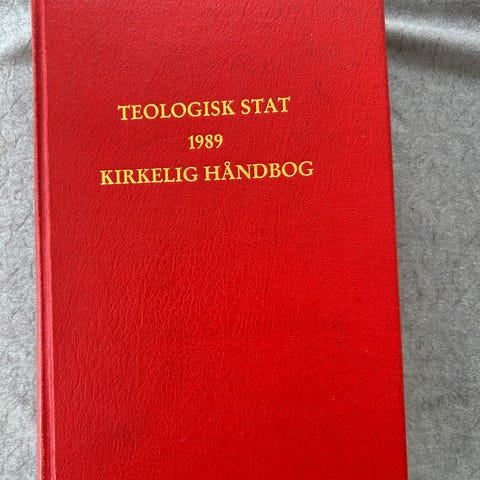 TEOLOGISK STAT
1989
KIRKELIG HÅNDBOG